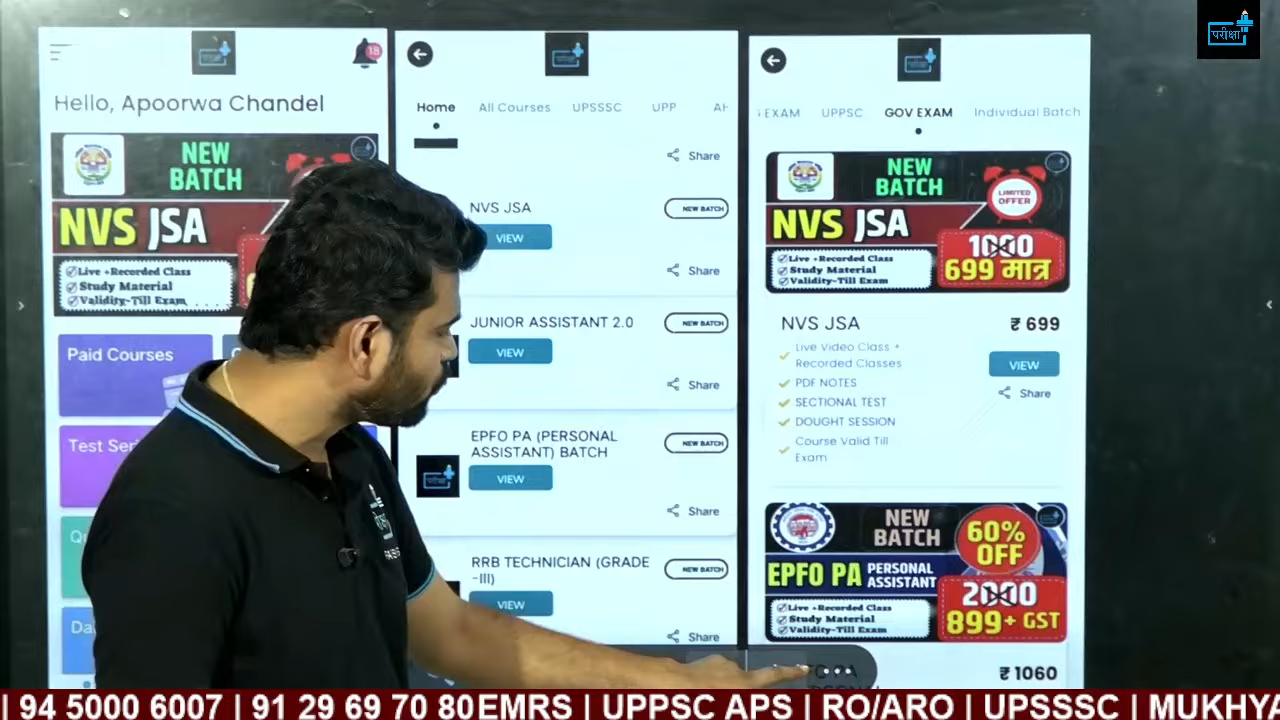 परीक्षा
18
Hello, Apoorwa Chandel
NEW
BATCH
NVS JSA
Live +Recorded Class
Study Material
Validity-Till Exam
Paid Courses
Test Seri
Home
All Courses
UPSSSC
UPP
Share
NVS JSA
NEW BATCH
VIEW
Share
JUNIOR ASSISTANT 2.0
NEW BATCH
VIEW
Share
EPFO PA (PERSONAL
ASSISTANT) BATCH
NEW BATCH
VIEW
Share
RRB TECHNICIAN (GRADE
-III)
NEW BATCH
VIEW
Share
EXAM
UPPSC
GOV EXAM
Individual Batch
NEW
BATCH
LIMITED
OFFER
NVS JSA
1000
699 मात्र
Live +Recorded Class
Study Material
Validity-Till Exam
NVS JSA
₹ 699
Live Video Class +
Recorded Classes
VIEW
PDF NOTES
Share
SECTIONAL TEST
DOUGHT SESSION
Course Valid Till
Exam
NEW
BATCH
60%
OFF
EPFO PA PERSONAL
ASSISTANT
2000
899+ GST
Live +Recorded Class
Study Material
Validity-Till Exam
₹ 1060
| 94 5000 6007 | 91 29 69 70 80 EMRS | UPPSC APS | RO/ARO | UPSSSC | MUKHYA